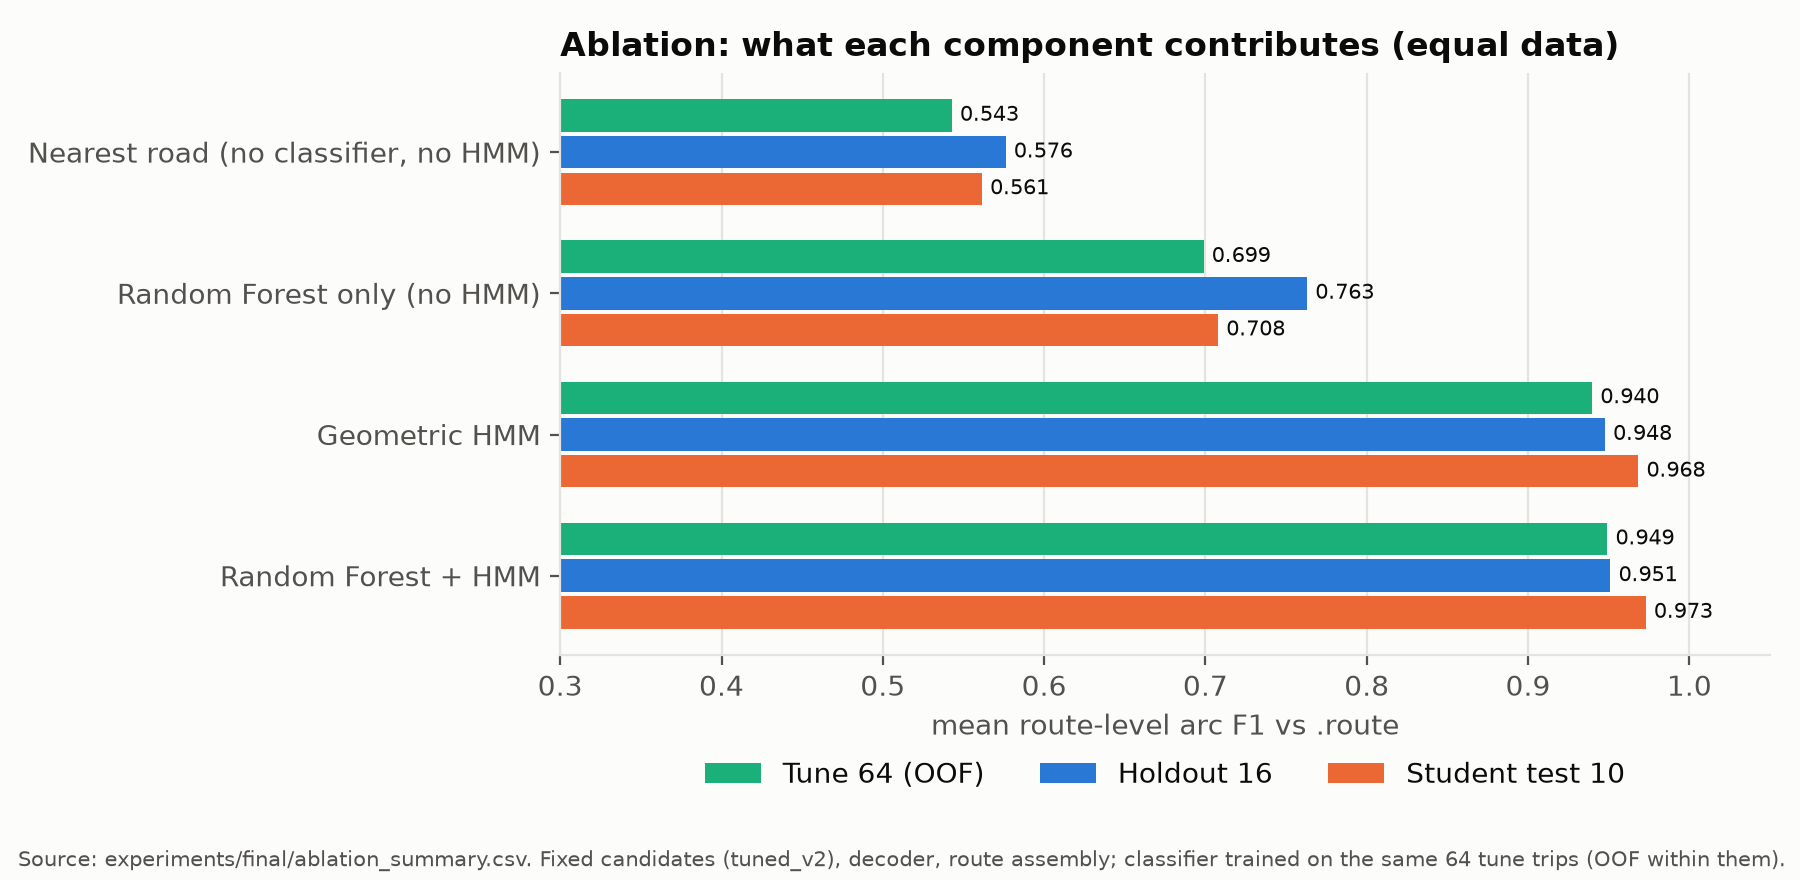 Ablation: what each component contributes (equal data)
Nearest road (no classifier, no HMM)
0.543
0.576
0.561
Random Forest only (no HMM)
0.699
0.763
0.708
Geometric HMM
0.940
0.948
0.968
Random Forest + HMM
0.949
0.951
0.973
0.3 0.4 0.5 0.6 0.7 0.8 0.9 1.0
mean route-level arc F1 vs .route
Tune 64 (OOF) Holdout 16 Student test 10
Source: experiments/final/ablation_summary.csv. Fixed candidates (tuned_v2), decoder, route assembly; classifier trained on the same 64 tune trips (OOF within them).